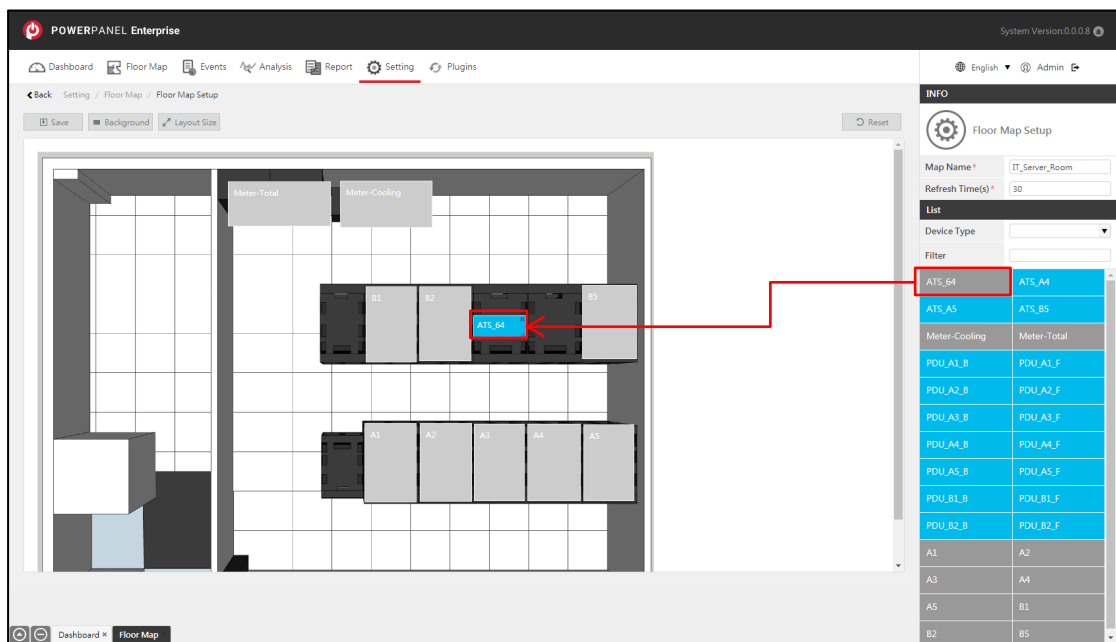 POWERPANEL Enterprise
System Version:0.0.0.8
Dashboard Floor Map Events Analysis Report Setting Plugins
English Admin
Back Setting / Floor Map / Floor Map Setup
Save Background Layout Size Reset
Meter-Total Meter-Cooling
B1 B2 B5
ATS_64
A1 A2 A3 A4 A5
INFO
Floor Map Setup
Map Name* IT_Server_Room
Refresh Time(s)* 30
List
Device Type
Filter
ATS_64 ATS_A4
ATS_A5 ATS_B5
Meter-Cooling Meter-Total
PDU_A1_B PDU_A1_F
PDU_A2_B PDU_A2_F
PDU_A3_B PDU_A3_F
PDU_A4_B PDU_A4_F
PDU_A5_B PDU_A5_F
PDU_B1_B PDU_B1_F
PDU_B2_B PDU_B2_F
A1 A2
A3 A4
A5 B1
B2 B5
Dashboard × Floor Map